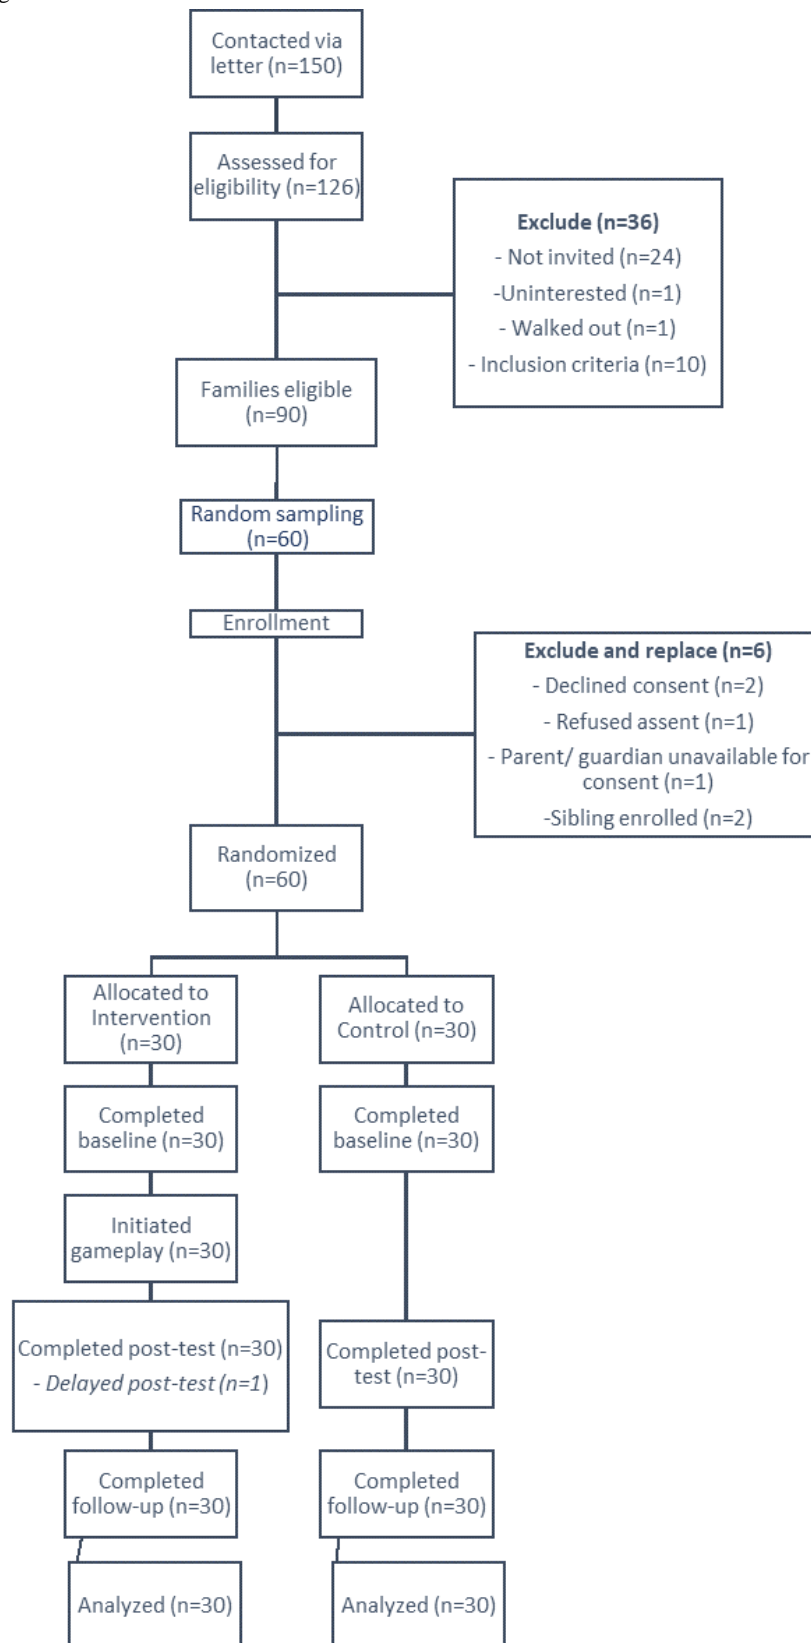 Contacted via
letter (n=150)
Assessed for
eligibility (n=126)
Exclude (n=36)
- Not invited (n=24)
-Uninterested (n=1)
- Walked out (n=1)
- Inclusion criteria (n=10)
Families eligible
(n=90)
Random sampling
(n=60)
Enrollment
Exclude and replace (n=6)
- Declined consent (n=2)
- Refused assent (n=1)
- Parent/ guardian unavailable for
consent (n=1)
-Sibling enrolled (n=2)
Randomized
(n=60)
Allocated to
Intervention
(n=30)
Allocated to
Control (n=30)
Completed
baseline (n=30)
Completed
baseline (n=30)
Initiated
gameplay (n=30)
Completed post-test (n=30)
- Delayed post-test (n=1)
Completed post-
test (n=30)
Completed
follow-up (n=30)
Completed
follow-up (n=30)
Analyzed (n=30)
Analyzed (n=30)